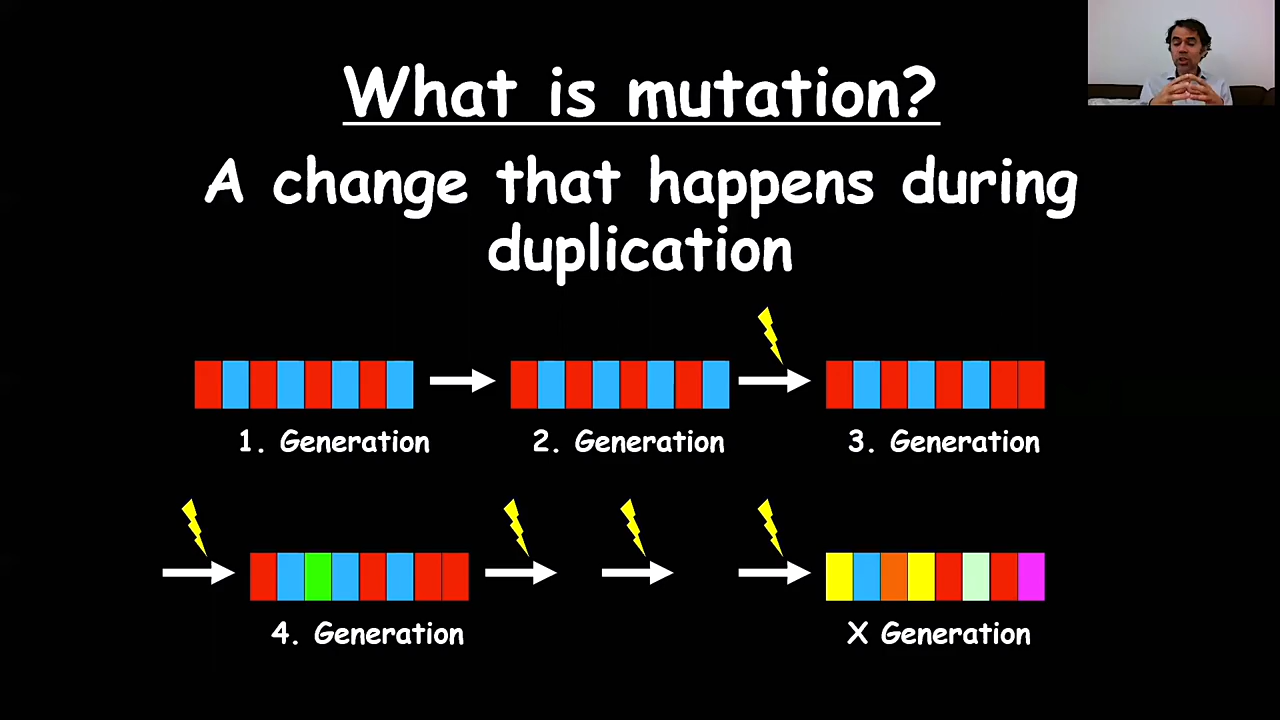 What is mutation?
A change that happens during
duplication
1. Generation
2. Generation
3. Generation
4. Generation
X Generation